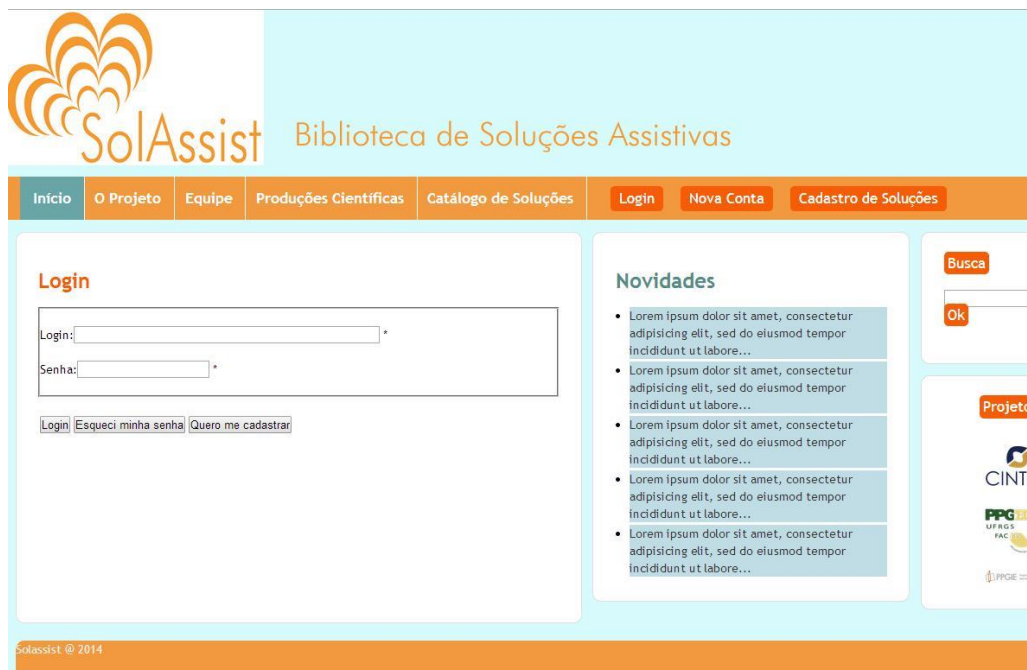 SolAssist
Biblioteca de Soluções Assistivas
Início O Projeto Equipe Produções Científicas Catálogo de Soluções Login Nova Conta Cadastro de Soluções
Login
Login: *
Senha: *
Login Esqueci minha senha Quero me cadastrar
Novidades
Lorem ipsum dolor sit amet, consectetur
adipisicing elit, sed do eiusmod tempor
incididunt ut labore...
Lorem ipsum dolor sit amet, consectetur
adipisicing elit, sed do eiusmod tempor
incididunt ut labore...
Lorem ipsum dolor sit amet, consectetur
adipisicing elit, sed do eiusmod tempor
incididunt ut labore...
Lorem ipsum dolor sit amet, consectetur
adipisicing elit, sed do eiusmod tempor
incididunt ut labore...
Lorem ipsum dolor sit amet, consectetur
adipisicing elit, sed do eiusmod tempor
incididunt ut labore...
Busca
Ok
Projeto
CINT
UFRGS
FAC
PPGIE
Solassist @ 2014